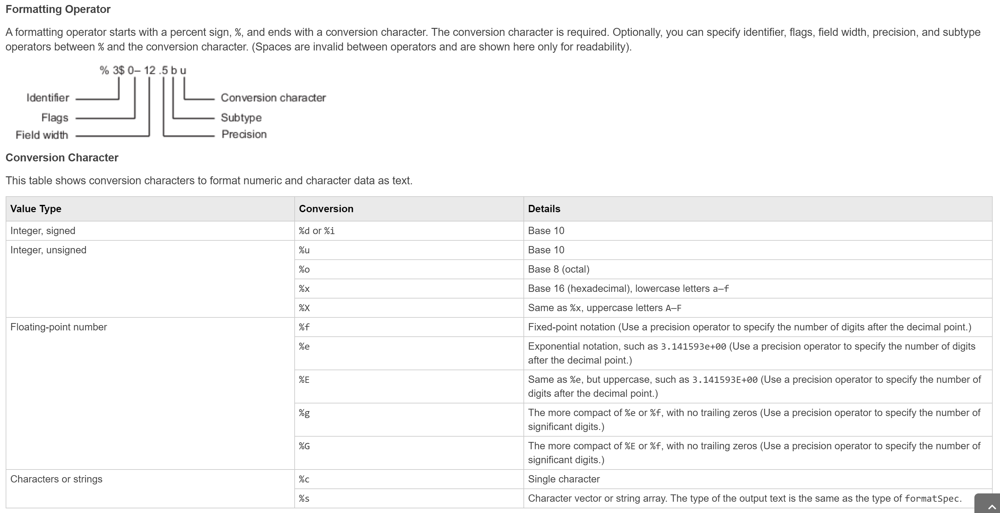 Formatting Operator
A formatting operator starts with a percent sign, %, and ends with a conversion character. The conversion character is required. Optionally, you can specify identifier, flags, field width, precision, and subtype
operators between % and the conversion character. (Spaces are invalid between operators and are shown here only for readability).
% 3$ 0– 12 .5 b u
Identifier
Conversion character
Flags
Subtype
Field width
Precision
Conversion Character
This table shows conversion characters to format numeric and character data as text.
Value Type Conversion Details
Integer, signed %d or %i Base 10
Integer, unsigned %u Base 10
%o Base 8 (octal)
%x Base 16 (hexadecimal), lowercase letters a–f
%X Same as %x, uppercase letters A–F
Floating-point number %f Fixed-point notation (Use a precision operator to specify the number of digits after the decimal point.)
%e Exponential notation, such as 3.141593e+00 (Use a precision operator to specify the number of digits
after the decimal point.)
%E Same as %e, but uppercase, such as 3.141593E+00 (Use a precision operator to specify the number of
digits after the decimal point.)
%g The more compact of %e or %f, with no trailing zeros (Use a precision operator to specify the number of
significant digits.)
%G The more compact of %E or %f, with no trailing zeros (Use a precision operator to specify the number of
significant digits.)
Characters or strings %c Single character
%s Character vector or string array. The type of the output text is the same as the type of formatSpec.